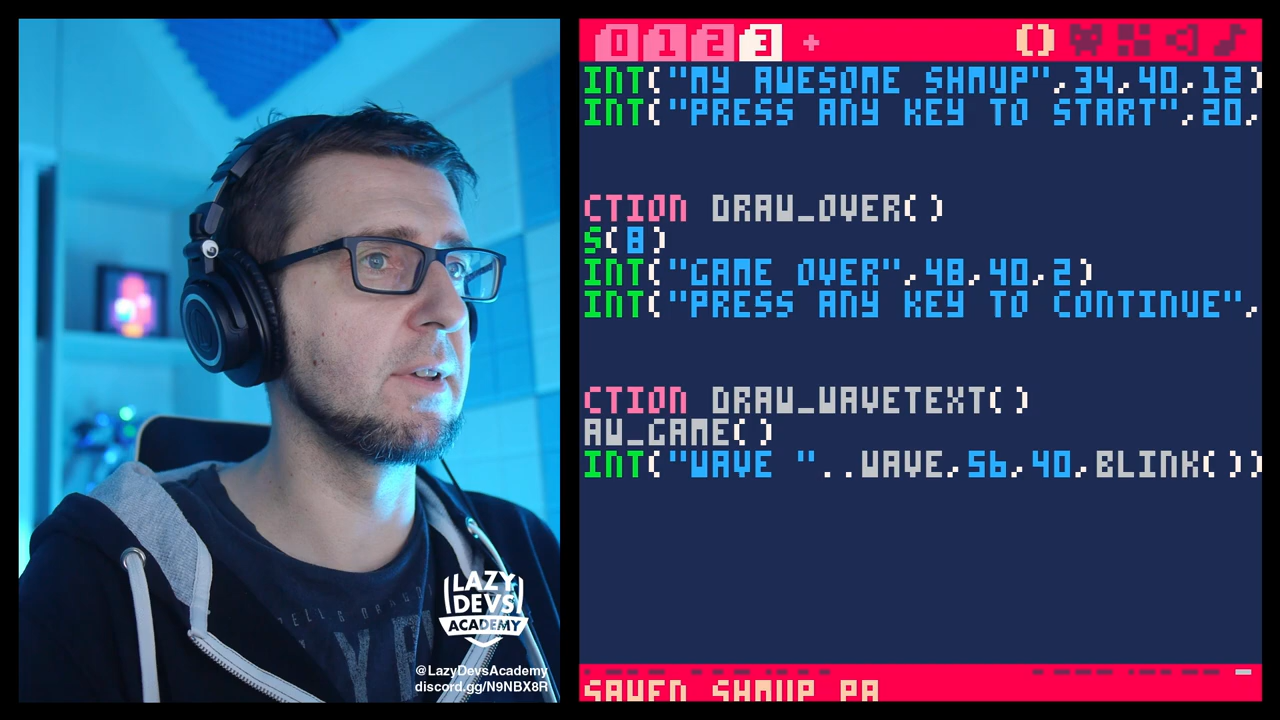 0 1 2 3 +
INT("MY AWESOME SHMUP",34,40,12)
INT("PRESS ANY KEY TO START",20,
CTION DRAW_OVER()
S(8)
INT("GAME OVER",48,40,2)
INT("PRESS ANY KEY TO CONTINUE",
CTION DRAW_WAVETEXT()
AW_GAME()
INT("WAVE "..WAVE,56,40,BLINK())
SAVED SHMUP
LAZY
DEVS
ACADEMY
@LazyDevsAcademy
discord.gg/N9NBX8R